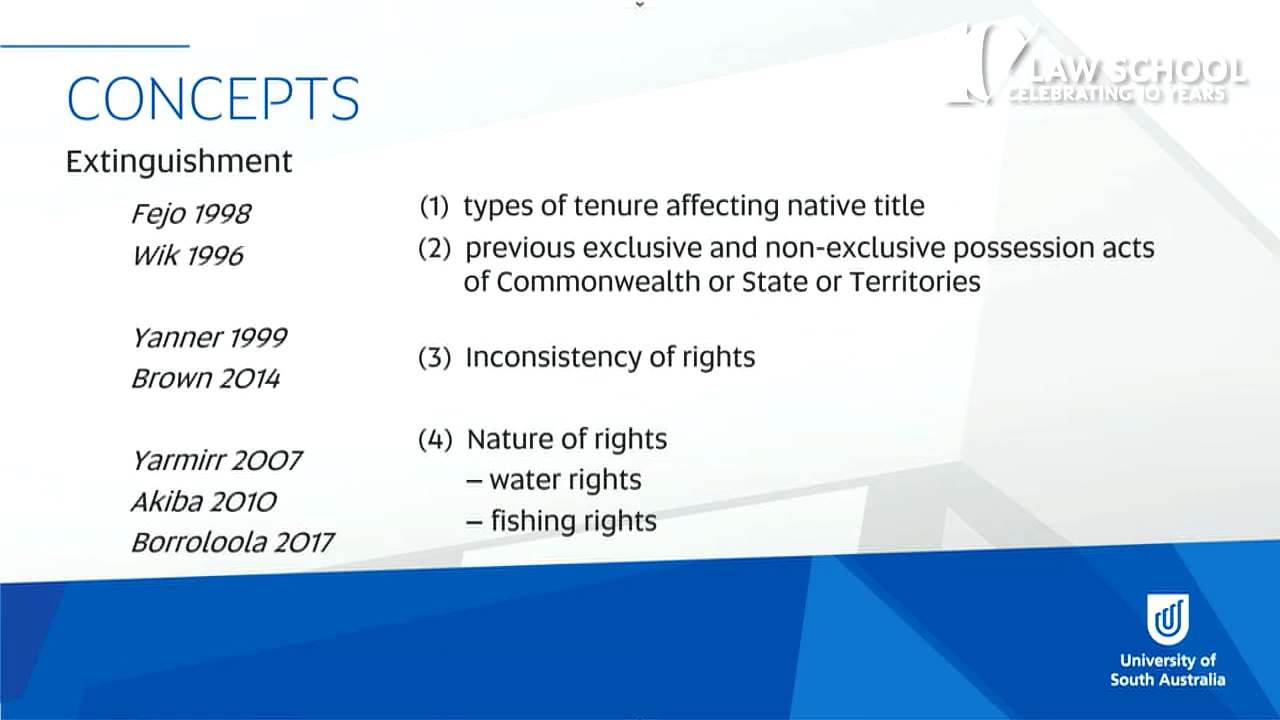 10 LAW SCHOOL
CELEBRATING 10 YEARS
CONCEPTS
Extinguishment
Fejo 1998
Wik 1996
(1) types of tenure affecting native title
(2) previous exclusive and non-exclusive possession acts
of Commonwealth or State or Territories
Yanner 1999
Brown 2014
(3) Inconsistency of rights
Yarmirr 2007
Akiba 2010
Borroloola 2017
(4) Nature of rights
– water rights
– fishing rights
University of
South Australia